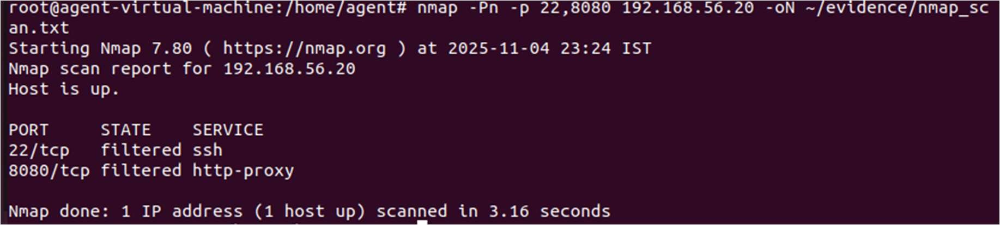 root@agent-virtual-machine:/home/agent# nmap -Pn -p 22,8080 192.168.56.20 -oN ~/evidence/nmap_sc
an.txt
Starting Nmap 7.80 ( https://nmap.org ) at 2025-11-04 23:24 IST
Nmap scan report for 192.168.56.20
Host is up.
PORT     STATE    SERVICE
22/tcp   filtered ssh
8080/tcp filtered http-proxy
Nmap done: 1 IP address (1 host up) scanned in 3.16 seconds